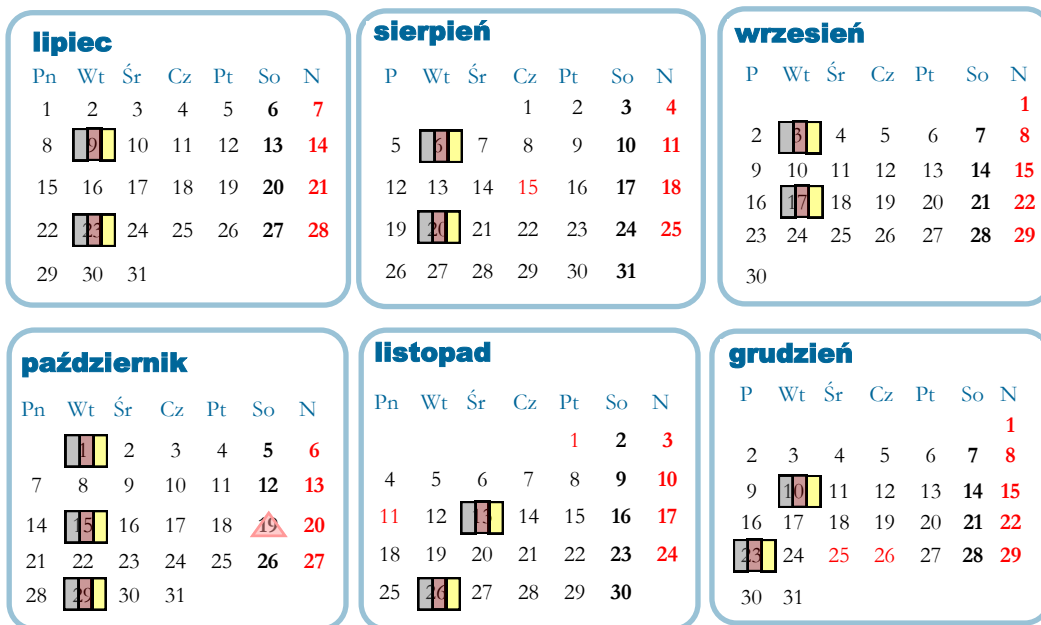 lipiec
Pn Wt Śr Cz Pt So N
1 2 3 4 5 6 7
8 9 10 11 12 13 14
15 16 17 18 19 20 21
22 23 24 25 26 27 28
29 30 31
sierpień
P Wt Śr Cz Pt So N
1 2 3 4
5 6 7 8 9 10 11
12 13 14 15 16 17 18
19 20 21 22 23 24 25
26 27 28 29 30 31
wrzesień
P Wt Śr Cz Pt So N
1
2 3 4 5 6 7 8
9 10 11 12 13 14 15
16 17 18 19 20 21 22
23 24 25 26 27 28 29
30
październik
Pn Wt Śr Cz Pt So N
1 2 3 4 5 6
7 8 9 10 11 12 13
14 15 16 17 18 19 20
21 22 23 24 25 26 27
28 29 30 31
listopad
Pn Wt Śr Cz Pt So N
1 2 3
4 5 6 7 8 9 10
11 12 13 14 15 16 17
18 19 20 21 22 23 24
25 26 27 28 29 30
grudzień
P Wt Śr Cz Pt So N
1
2 3 4 5 6 7 8
9 10 11 12 13 14 15
16 17 18 19 20 21 22
23 24 25 26 27 28 29
30 31